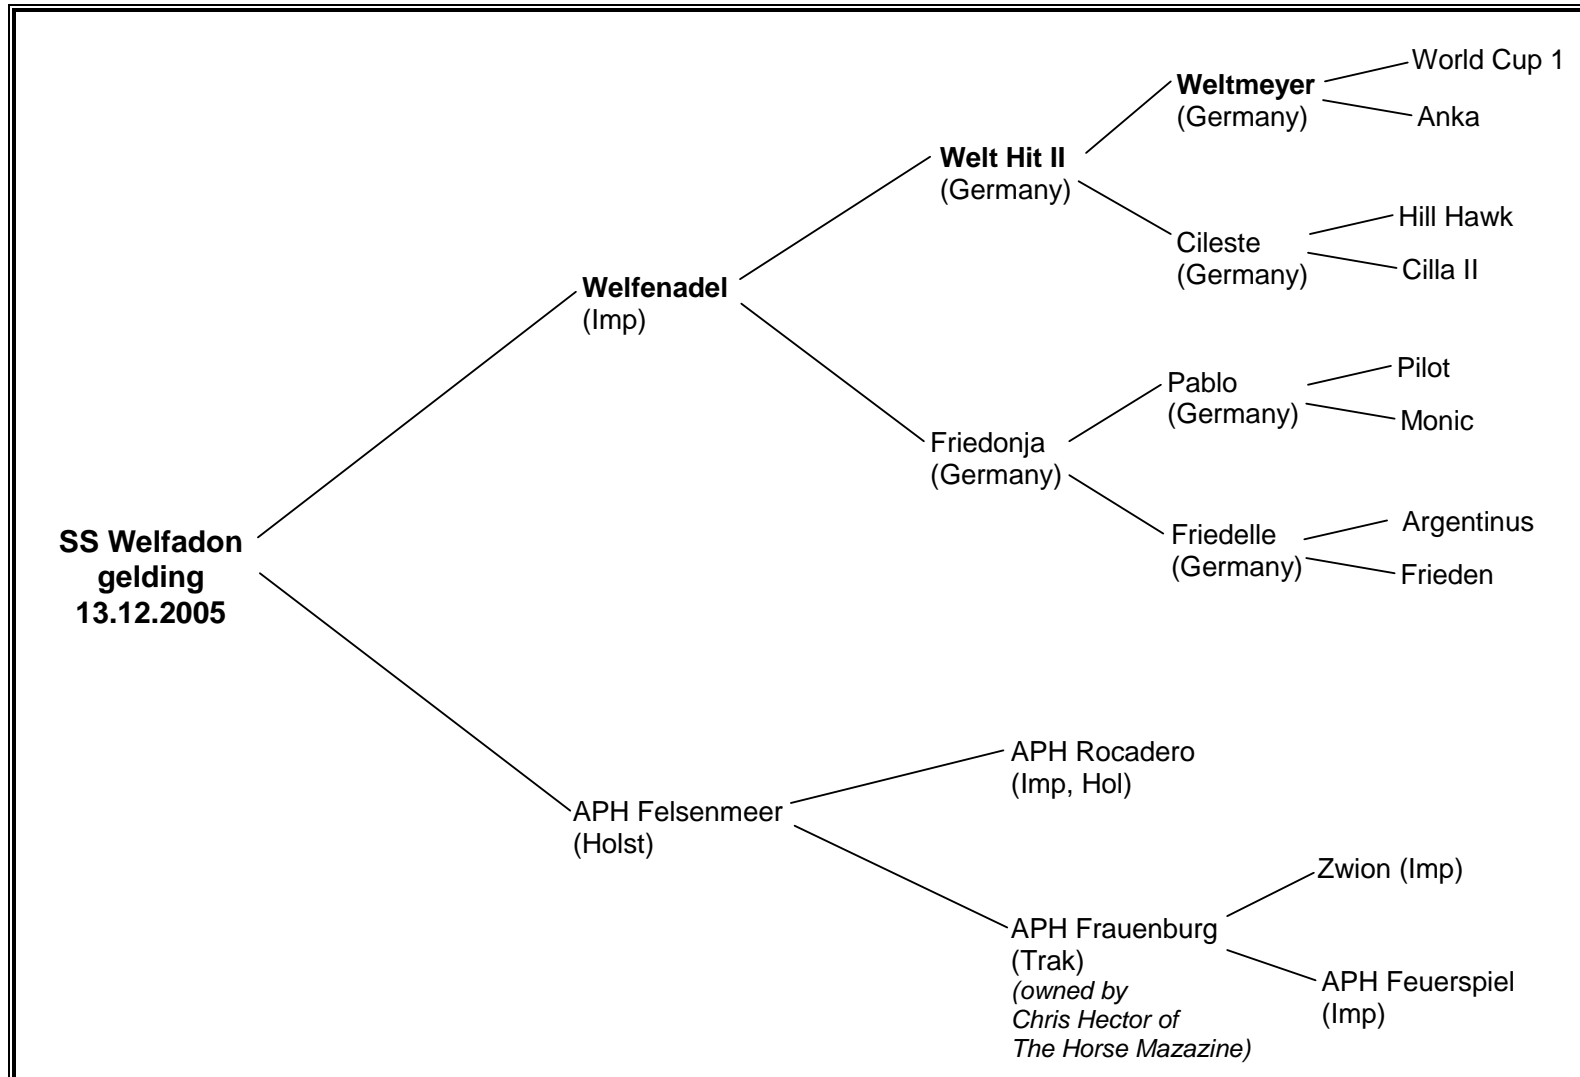 World Cup 1
Weltmeyer
(Germany)
Anka
Welt Hit II
(Germany)
Hill Hawk
Cileste
(Germany)
Cilla II
Welfenadel
(Imp)
Pilot
Pablo
(Germany)
Monic
Friedonja
(Germany)
Argentinus
Friedelle
(Germany)
Frieden
SS Welfadon
gelding
13.12.2005
APH Rocadero
(Imp, Hol)
APH Felsenmeer
(Holst)
Zwion (Imp)
APH Frauenburg
(Trak)
(owned by
Chris Hector of
The Horse Mazazine)
APH Feuerspiel
(Imp)